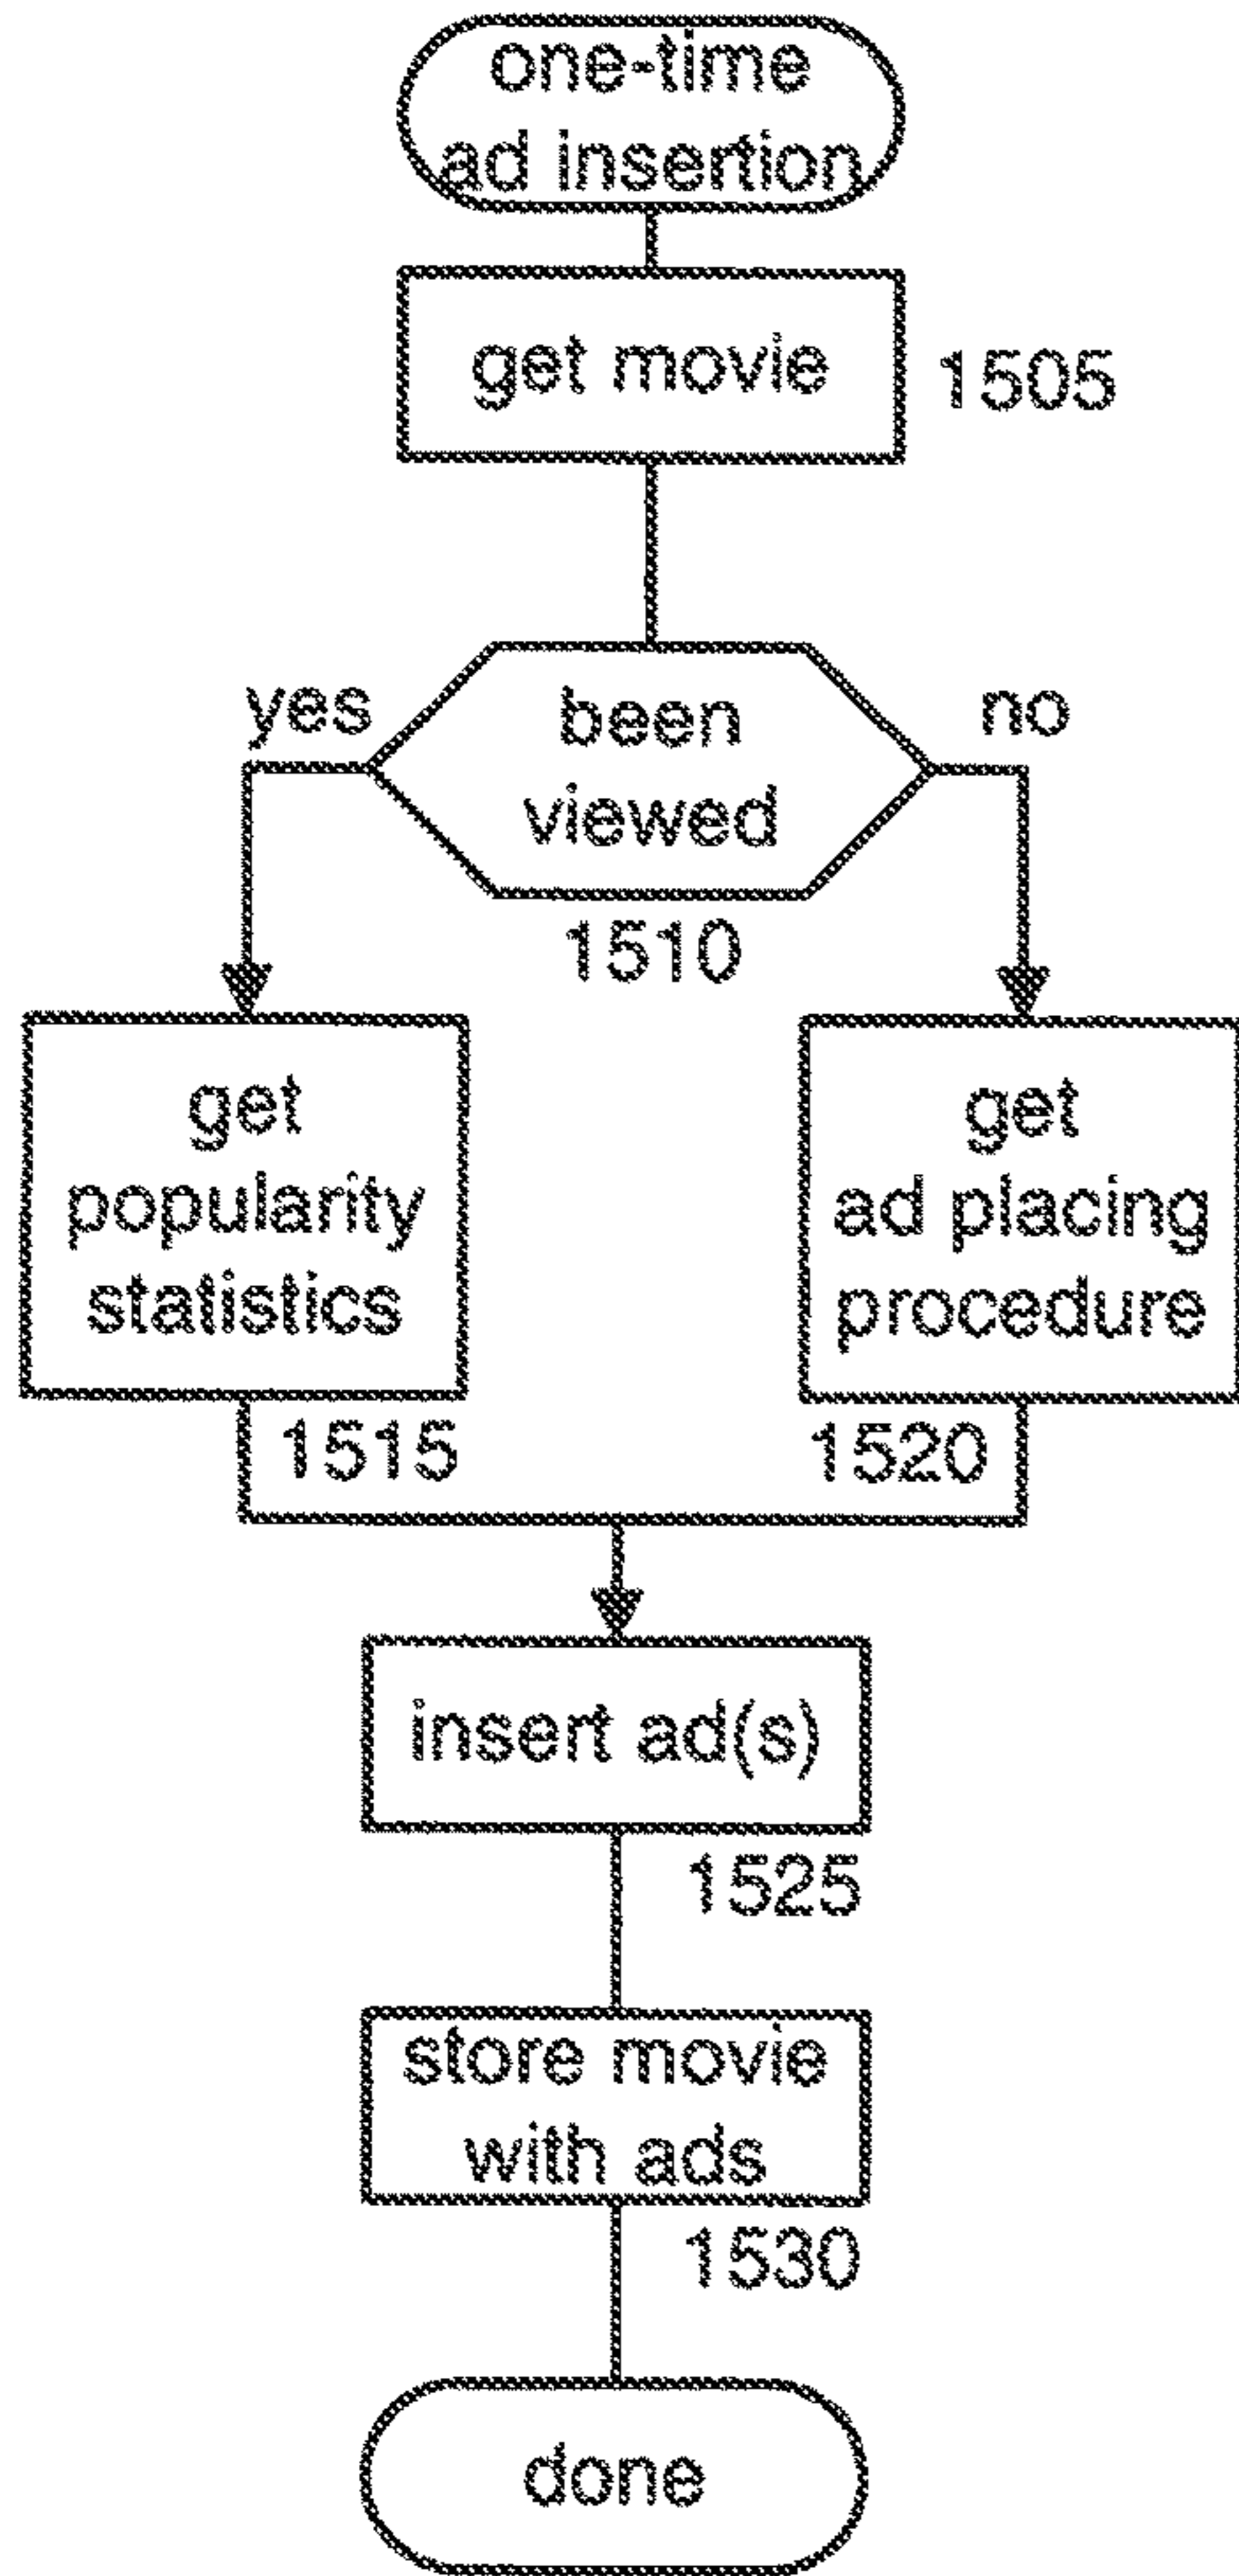 one-time
ad insertion
get movie
1505
yes
been
viewed
no
1510
get
popularity
statistics
1515
get
ad placing
procedure
1520
insert ad(s)
1525
store movie
with ads
1530
done